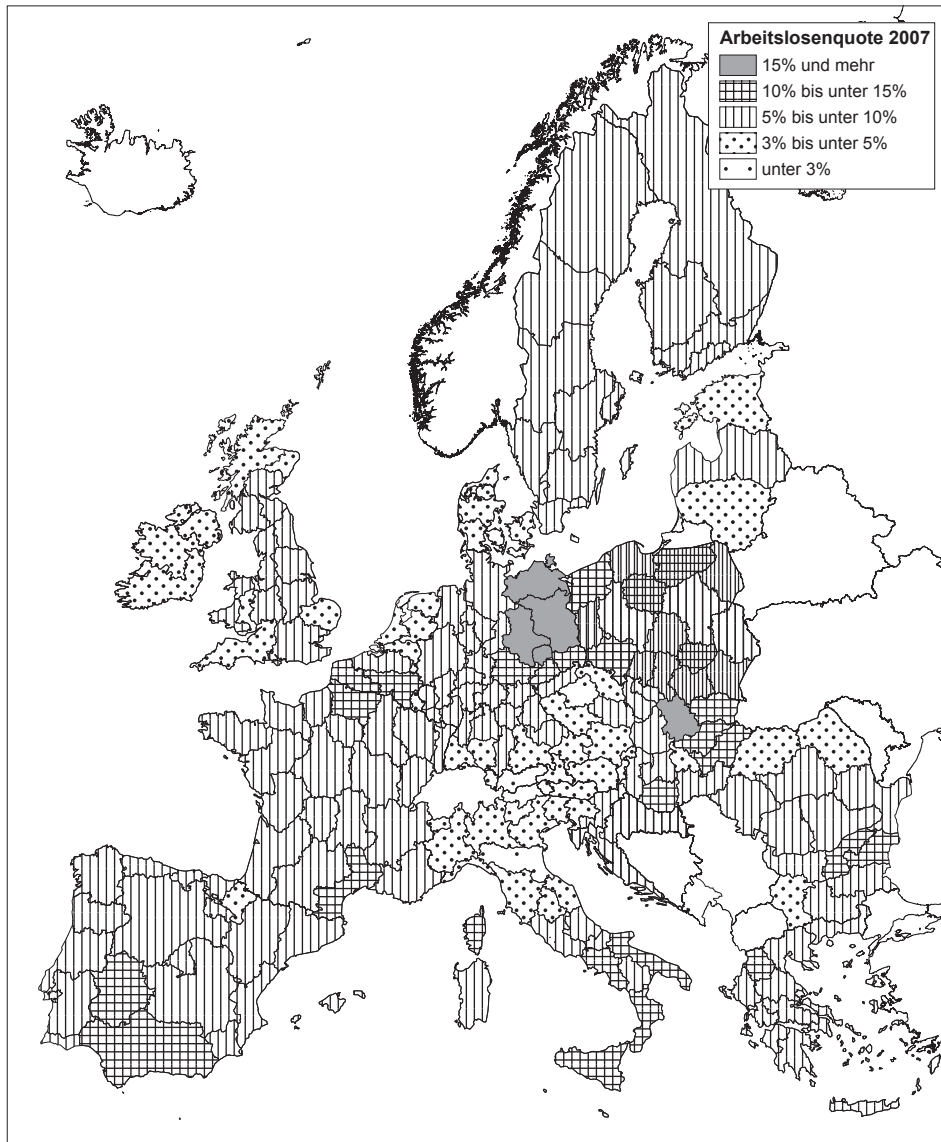 Arbeitslosenquote 2007
15% und mehr
10% bis unter 15%
5% bis unter 10%
3% bis unter 5%
unter 3%